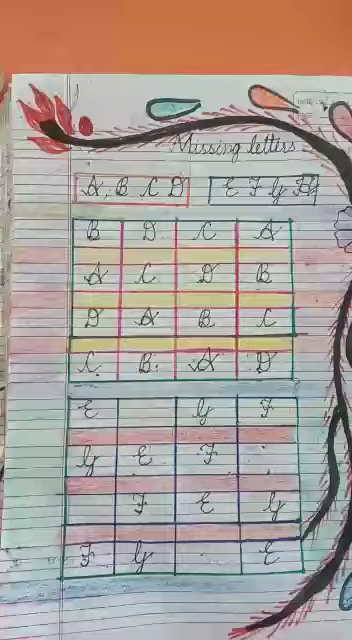 Missing letters
A, B C D E F G H
B D C A
A C D B
D A B C
C B A D
E G F
G E F
F E G
F G E